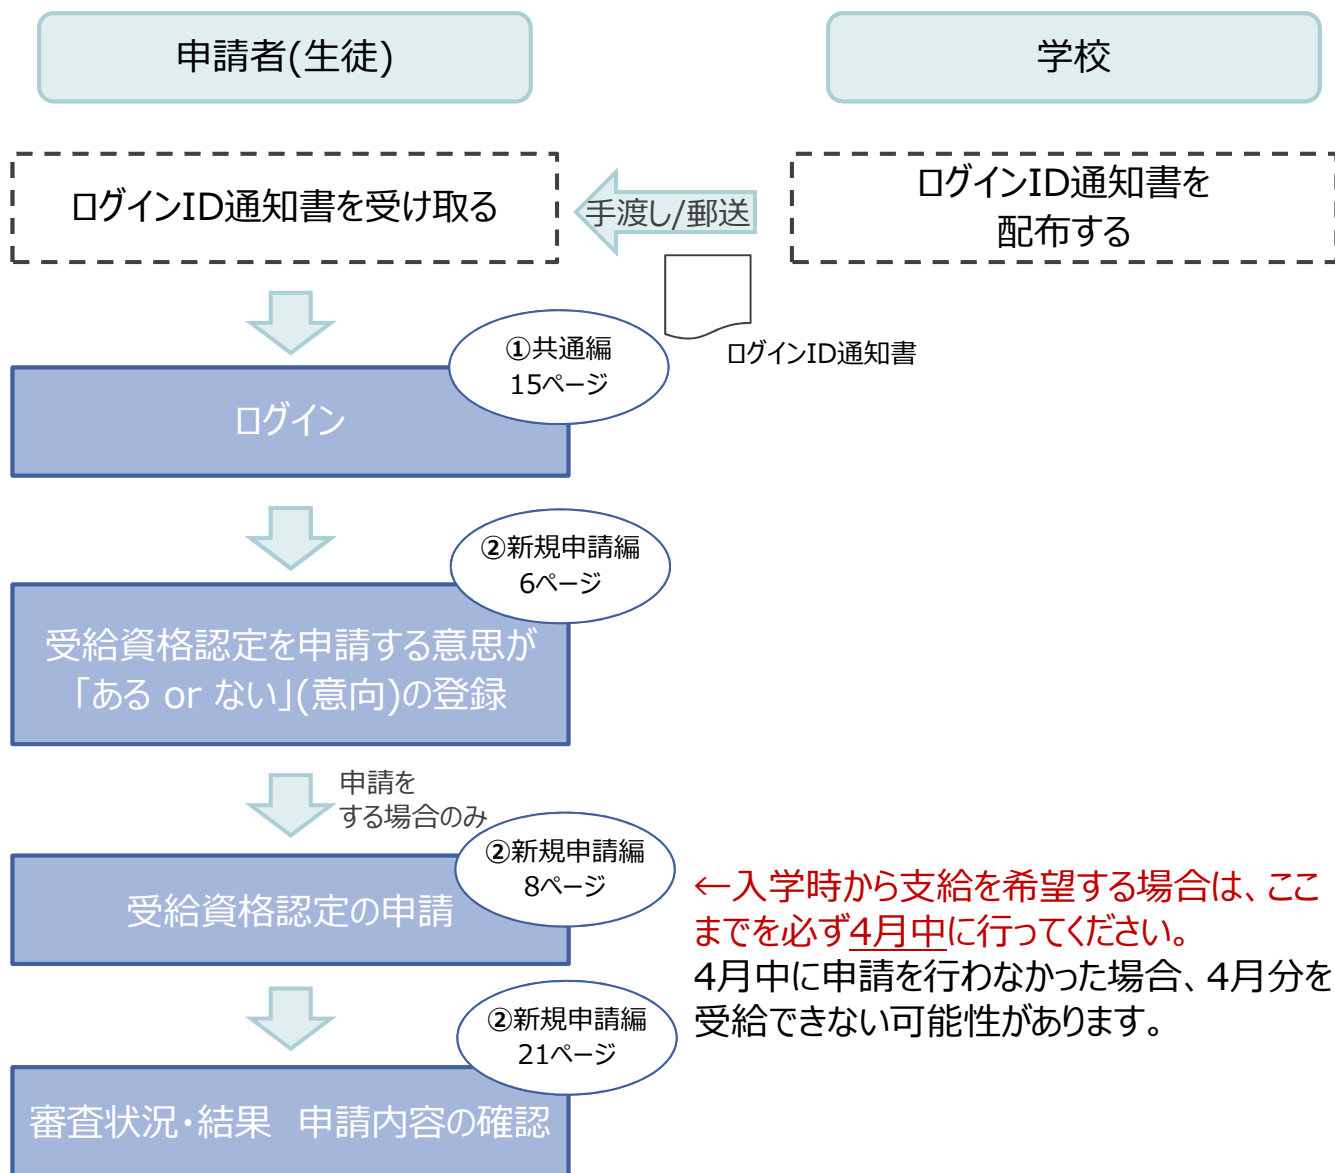 申請者(生徒)
学校
ログインID通知書を受け取る
手渡し/郵送
ログインID通知書を
配布する
ログインID通知書
①共通編
15ページ
ログイン
②新規申請編
6ページ
受給資格認定を申請する意思が
「ある or ない」(意向)の登録
申請を
する場合のみ
②新規申請編
8ページ
受給資格認定の申請
←入学時から支給を希望する場合は、ここ
までを必ず4月中に行ってください。
4月中に申請を行わなかった場合、4月分を
受給できない可能性があります。
②新規申請編
21ページ
審査状況・結果　申請内容の確認